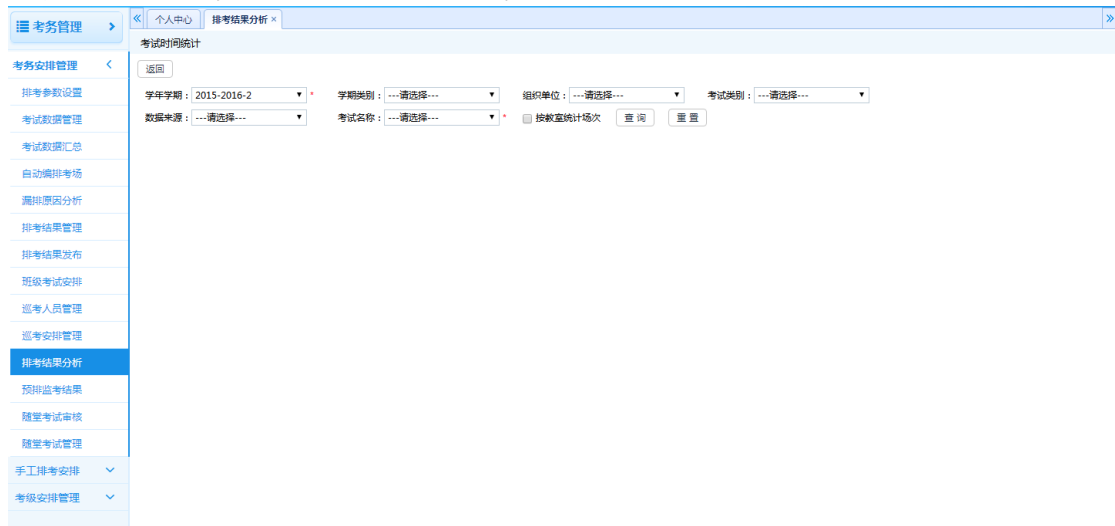 考务管理
个人中心 排考结果分析 ×
考试时间统计
考务安排管理
返回
排考参数设置
学年学期：2015-2016-2 * 学期类别：---请选择--- 组织单位：---请选择--- 考试类别：---请选择---
考试数据管理
数据来源：---请选择--- 考试名称：---请选择--- * 按教室统计场次 查 询 重 置
考试数据汇总
自动编排考场
漏排原因分析
排考结果管理
排考结果发布
班级考试安排
巡考人员管理
巡考安排管理
排考结果分析
预排监考结果
随堂考试审核
随堂考试管理
手工排考安排
考级安排管理